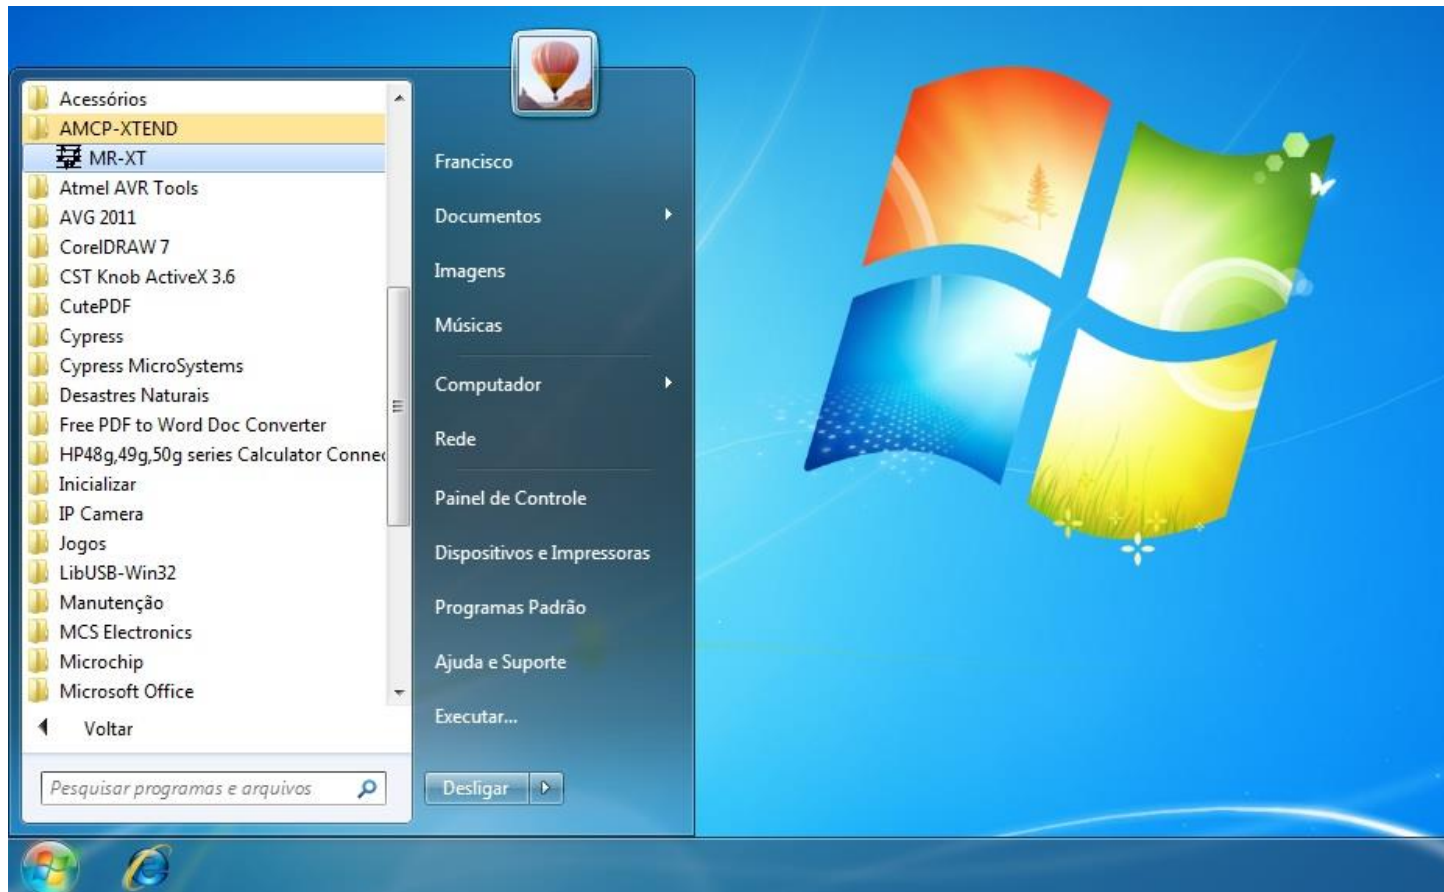 Acessórios
AMCP-XTEND
MR-XT
Atmel AVR Tools
AVG 2011
CorelDRAW 7
CST Knob ActiveX 3.6
CutePDF
Cypress
Cypress MicroSystems
Desastres Naturais
Free PDF to Word Doc Converter
HP48g,49g,50g series Calculator Connec
Inicializar
IP Camera
Jogos
LibUSB-Win32
Manutenção
MCS Electronics
Microchip
Microsoft Office
Voltar
Pesquisar programas e arquivos
Francisco
Documentos
Imagens
Músicas
Computador
Rede
Painel de Controle
Dispositivos e Impressoras
Programas Padrão
Ajuda e Suporte
Executar...
Desligar